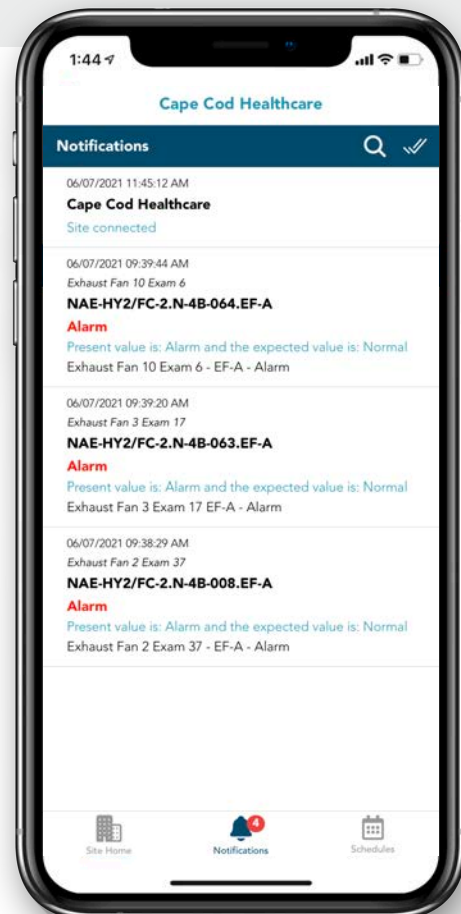 1:44
Cape Cod Healthcare
Notifications
06/07/2021 11:45:12 AM
Cape Cod Healthcare
Site connected
06/07/2021 09:39:44 AM
Exhaust Fan 10 Exam 6
NAE-HY2/FC-2.N-4B-064.EF-A
Alarm
Present value is: Alarm and the expected value is: Normal
Exhaust Fan 10 Exam 6 - EF-A - Alarm
06/07/2021 09:39:20 AM
Exhaust Fan 3 Exam 17
NAE-HY2/FC-2.N-4B-063.EF-A
Alarm
Present value is: Alarm and the expected value is: Normal
Exhaust Fan 3 Exam 17 EF-A - Alarm
06/07/2021 09:38:29 AM
Exhaust Fan 2 Exam 37
NAE-HY2/FC-2.N-4B-008.EF-A
Alarm
Present value is: Alarm and the expected value is: Normal
Exhaust Fan 2 Exam 37 - EF-A - Alarm
4
Site Home Notifications Schedules